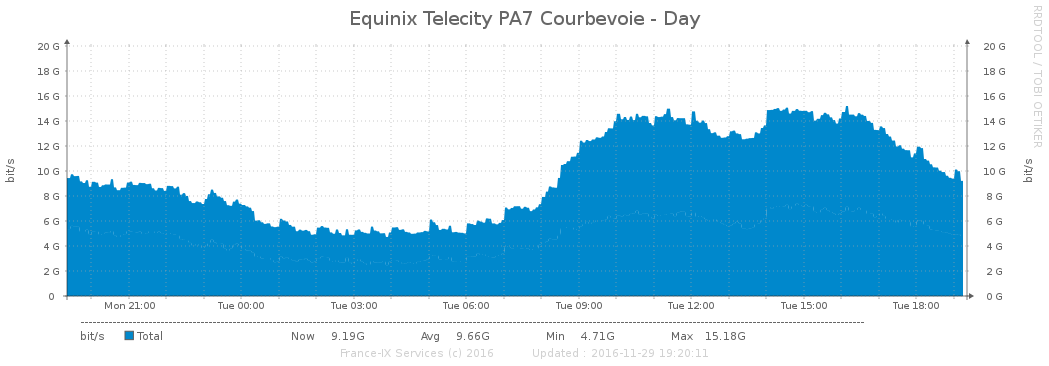 Equinix Telecity PA7 Courbevoie - Day
RRDTOOL / TOBI OETIKER
bit/s
bit/s
20 G 20 G
18 G 18 G
16 G 16 G
14 G 14 G
12 G 12 G
10 G 10 G
8 G 8 G
6 G 6 G
4 G 4 G
2 G 2 G
0 0 G
Mon 21:00 Tue 00:00 Tue 03:00 Tue 06:00 Tue 09:00 Tue 12:00 Tue 15:00 Tue 18:00
bit/s Total Now 9.19G Avg 9.66G Min 4.71G Max 15.18G
France-IX Services (c) 2016 Updated : 2016-11-29 19:20:11